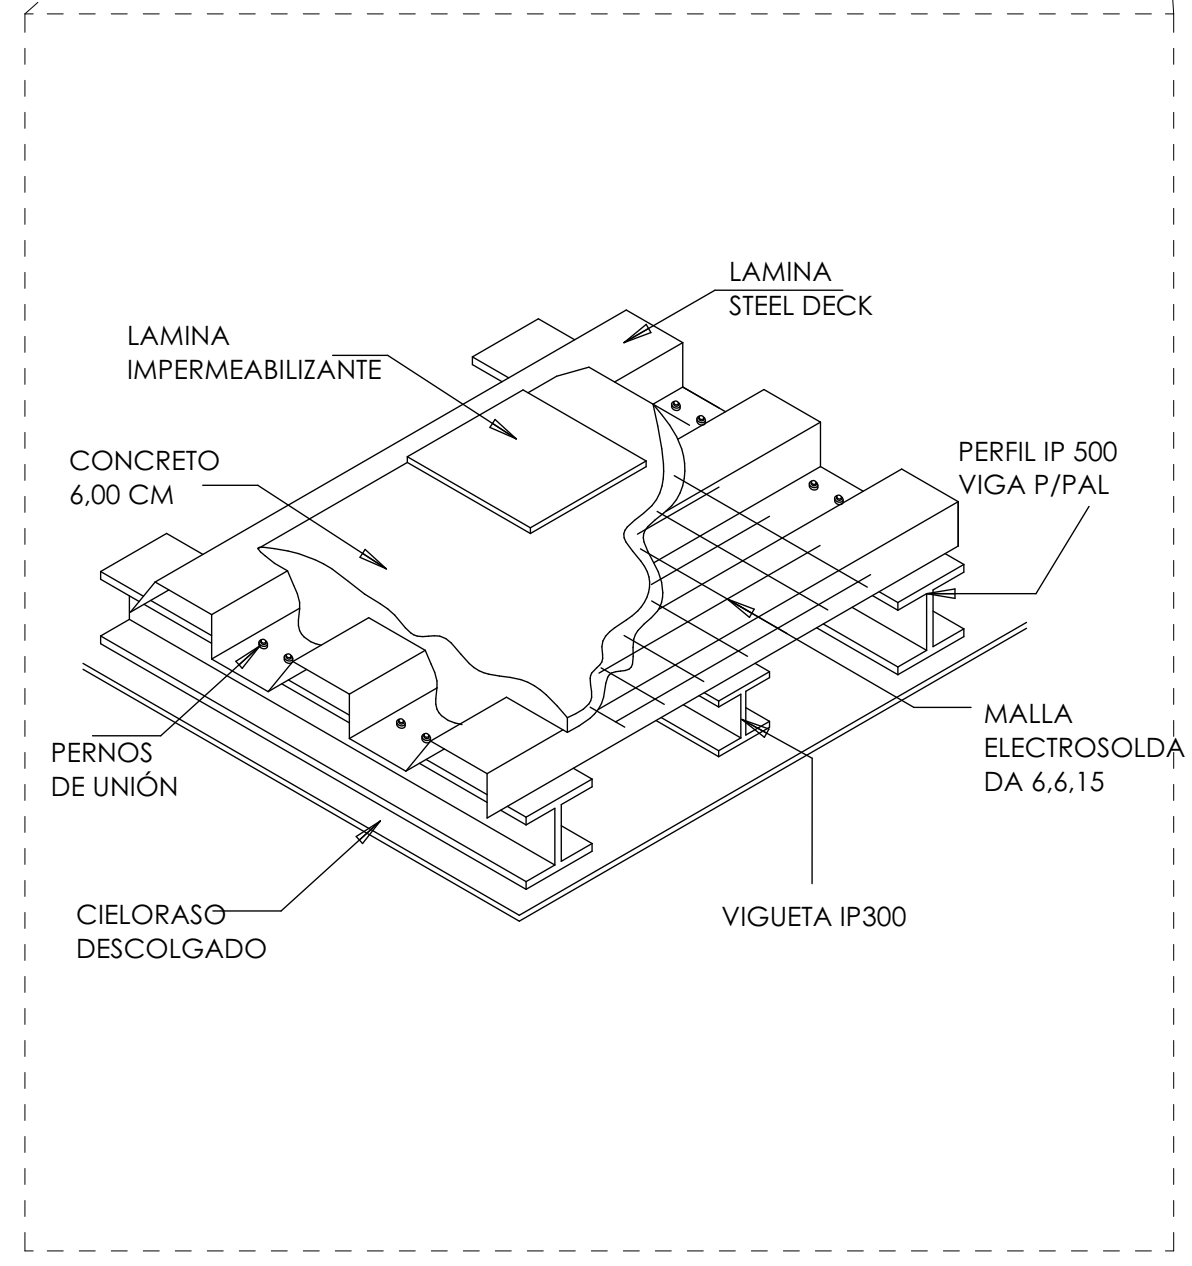 LAMINA
STEEL DECK
LAMINA
IMPERMEABILIZANTE
CONCRETO
6,00 CM
PERFIL IP 500
VIGA P/PAL
PERNOS
DE UNIÓN
MALLA
ELECTROSOLDA
DA 6,6,15
CIELORASO
DESCOLGADO
VIGUETA IP300